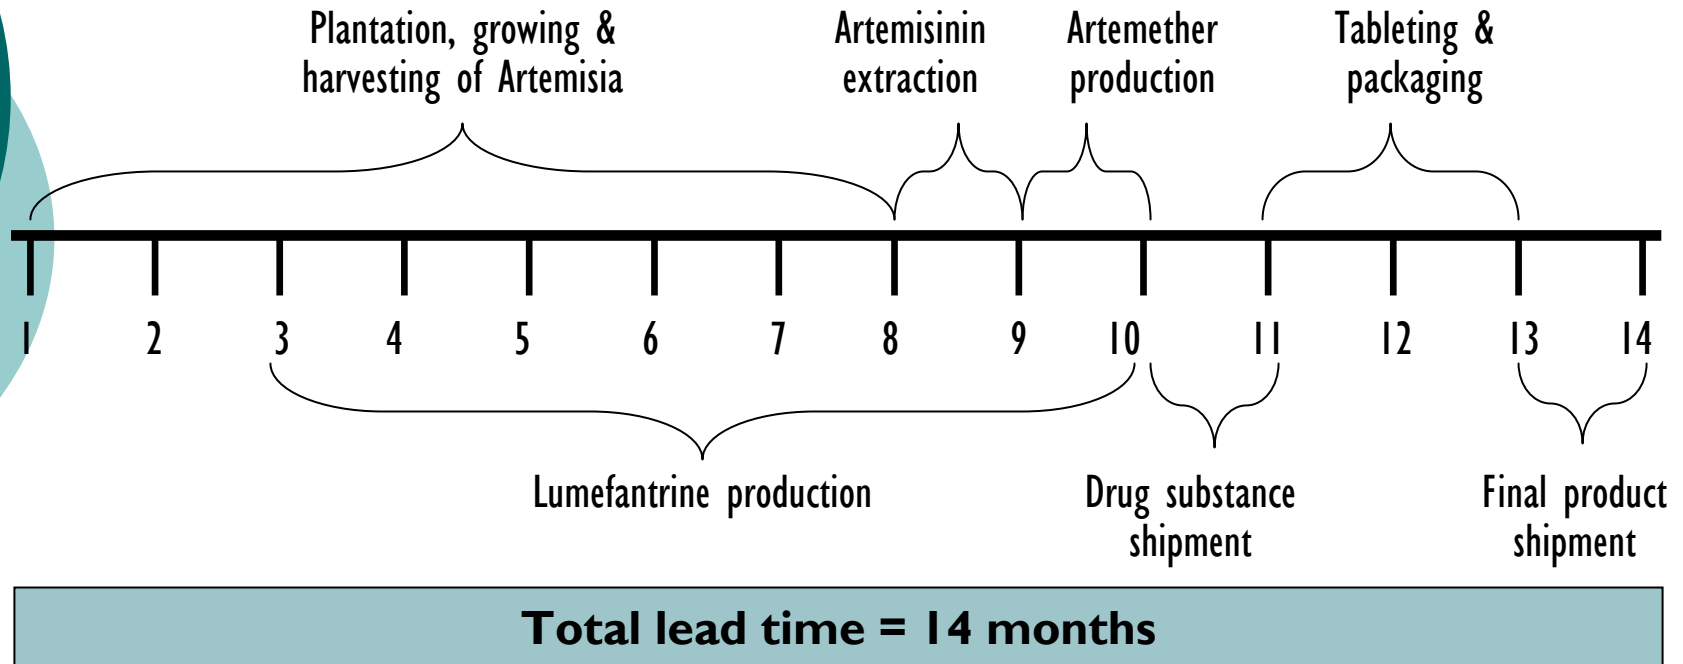 Plantation, growing &
harvesting of Artemisia
Artemisinin
extraction
Artemether
production
Tableting &
packaging
1 2 3 4 5 6 7 8 9 10 11 12 13 14
Lumefantrine production
Drug substance
shipment
Final product
shipment
Total lead time = 14 months